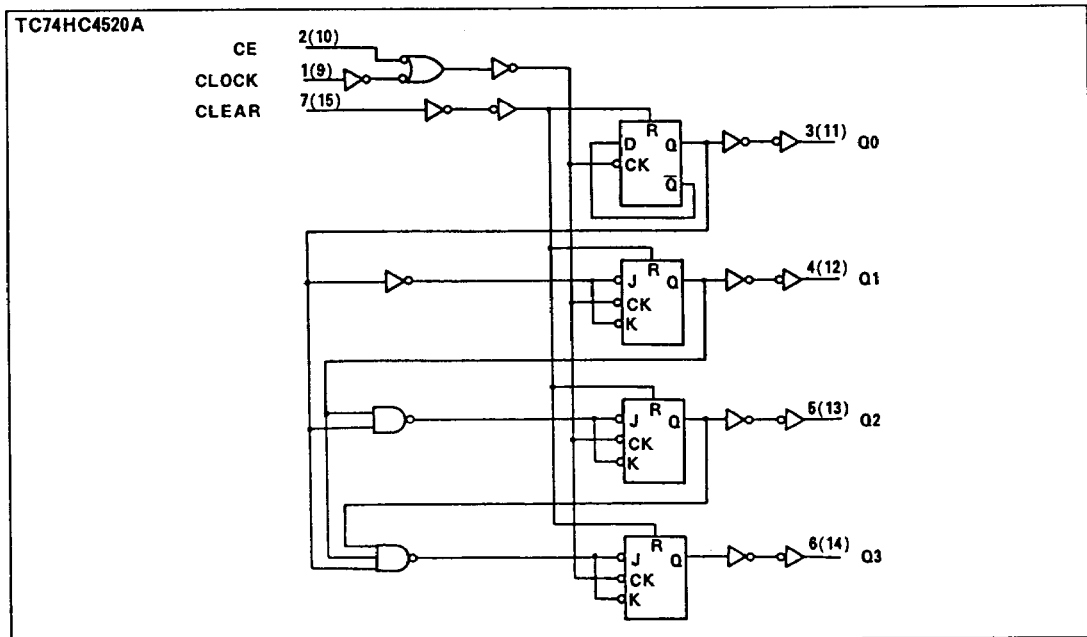 TC74HC4520A
CE 2(10)
CLOCK 1(9)
CLEAR 7(15)
R
D Q
CK
Q̅
3(11) Q0
R
J Q
CK
K
4(12) Q1
R
J Q
CK
K
5(13) Q2
R
J Q
CK
K
6(14) Q3